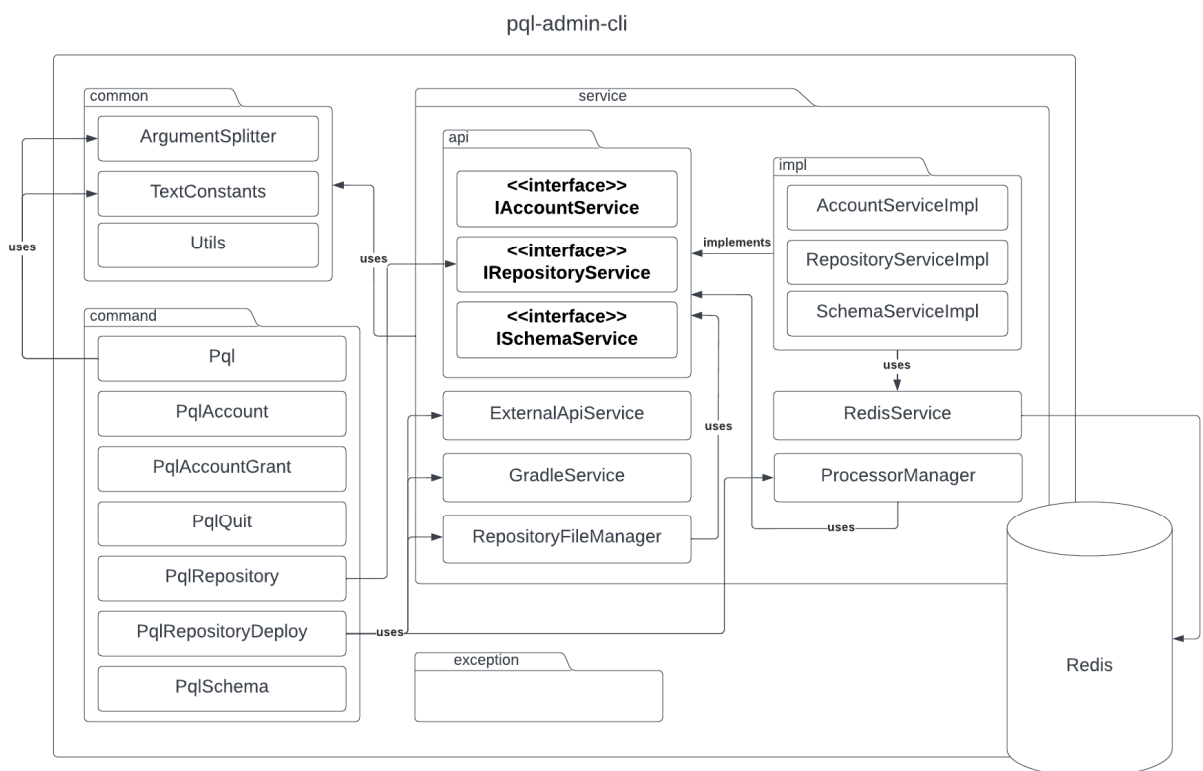 pql-admin-cli
common
ArgumentSplitter
TextConstants
Utils
uses
command
Pql
PqlAccount
PqlAccountGrant
PqlQuit
PqlRepository
PqlRepositoryDeploy
PqlSchema
uses
uses
service
api
<<interface>>
IAccountService
<<interface>>
IRepositoryService
<<interface>>
ISchemaService
implements
impl
AccountServiceImpl
RepositoryServiceImpl
SchemaServiceImpl
uses
ExternalApiService
GradleService
RepositoryFileManager
uses
RedisService
ProcessorManager
uses
exception
Redis